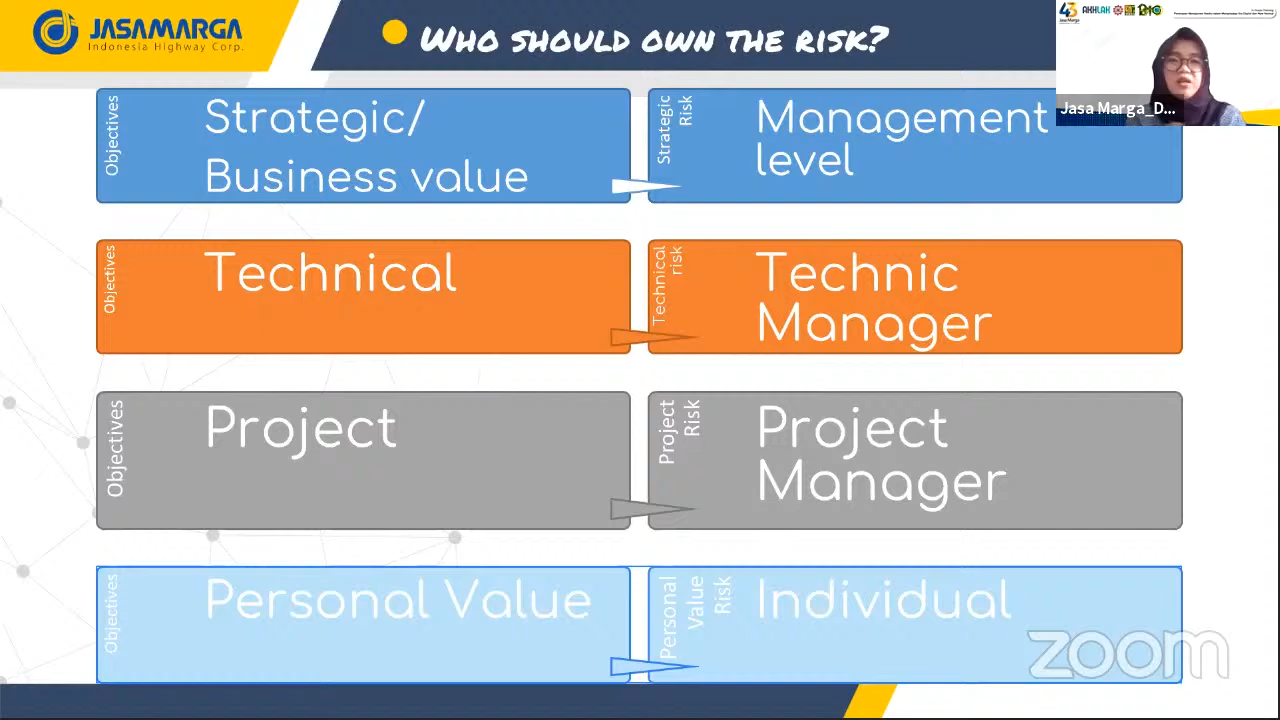 JASAMARGA
Indonesia Highway Corp.
WHO SHOULD OWN THE RISK?
43
AKHLAK
Jasa Marga_D...
Objectives
Strategic/
Business value
Strategic
Risk
Management
level
Objectives
Technical
Technical
risk
Technic
Manager
Objectives
Project
Project
Risk
Project
Manager
Objectives
Personal Value
Personal
Value
Risk
Individual
zoom